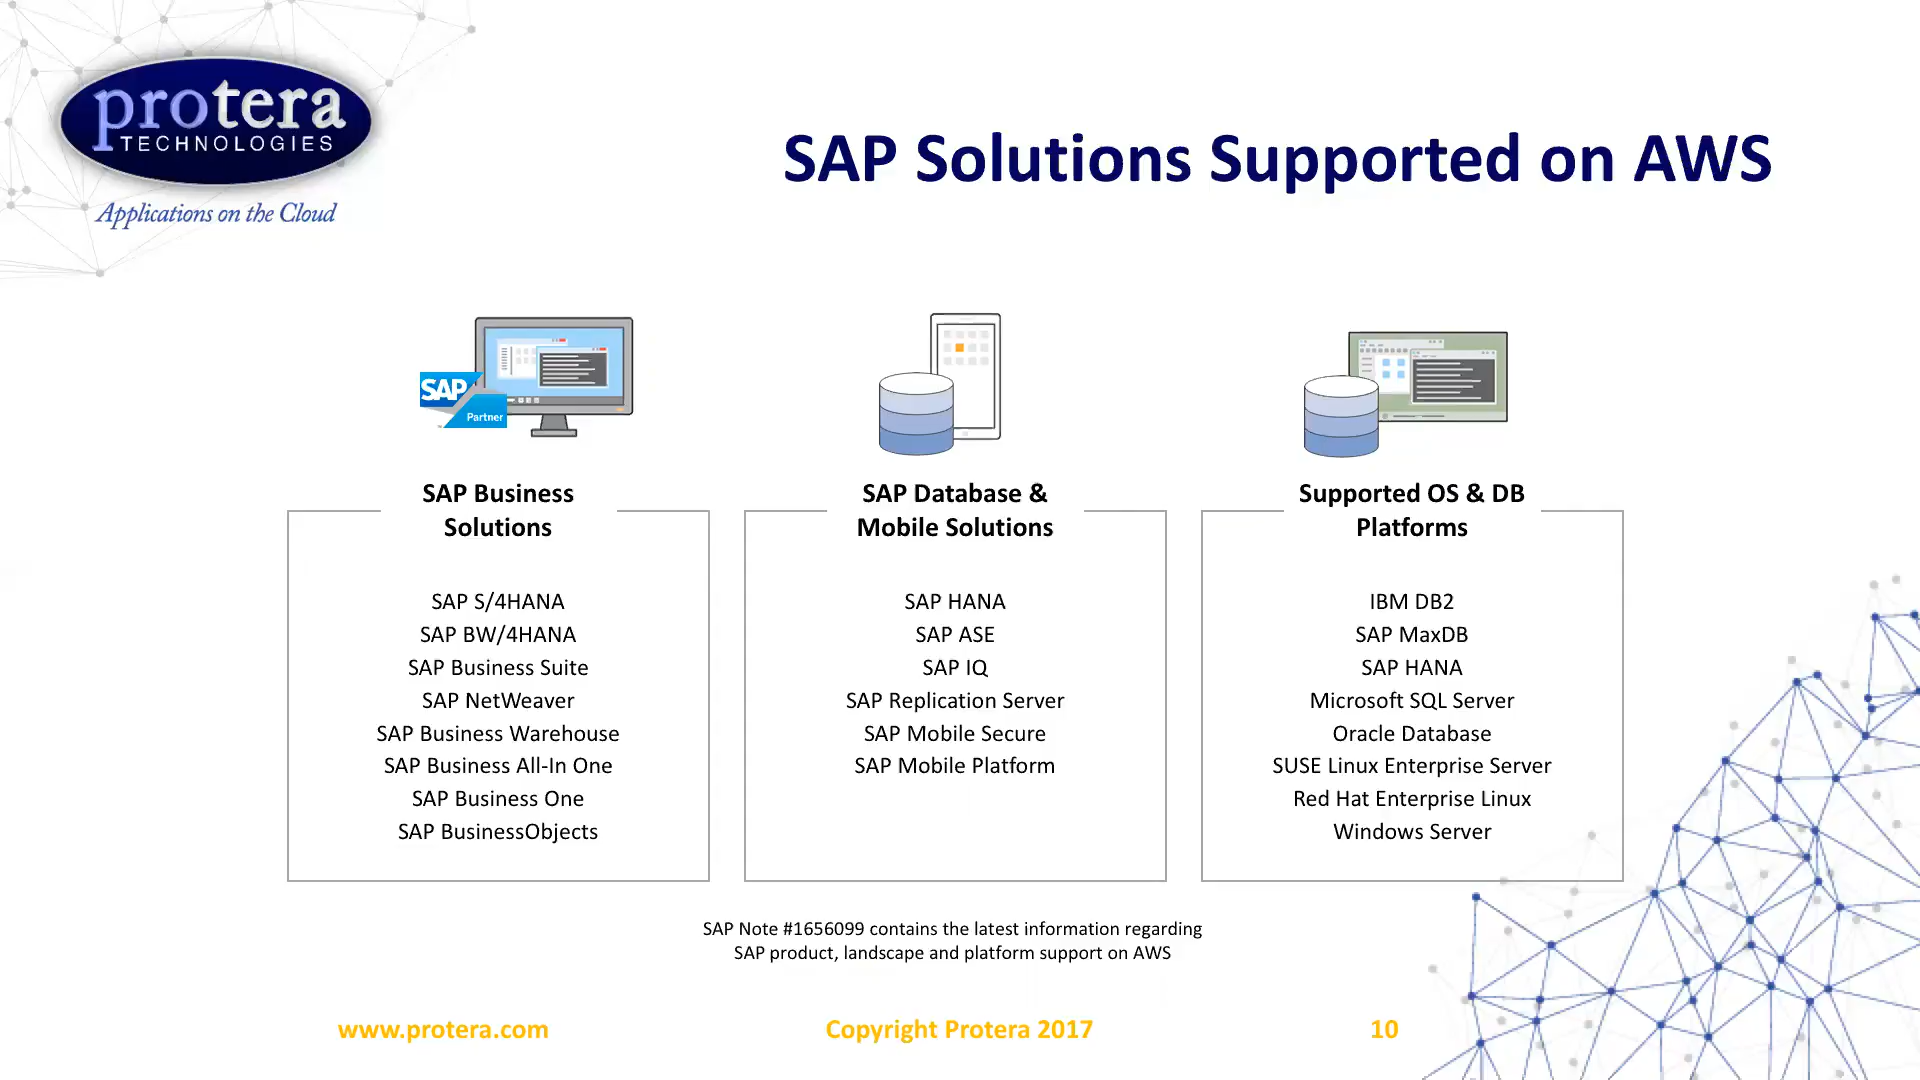 protera
TECHNOLOGIES
Applications on the Cloud
SAP Solutions Supported on AWS
SAP
Partner
SAP Business
Solutions
SAP S/4HANA
SAP BW/4HANA
SAP Business Suite
SAP NetWeaver
SAP Business Warehouse
SAP Business All-In One
SAP Business One
SAP BusinessObjects
SAP Database &
Mobile Solutions
SAP HANA
SAP ASE
SAP IQ
SAP Replication Server
SAP Mobile Secure
SAP Mobile Platform
Supported OS & DB
Platforms
IBM DB2
SAP MaxDB
SAP HANA
Microsoft SQL Server
Oracle Database
SUSE Linux Enterprise Server
Red Hat Enterprise Linux
Windows Server
SAP Note #1656099 contains the latest information regarding
SAP product, landscape and platform support on AWS
www.protera.com
Copyright Protera 2017
10